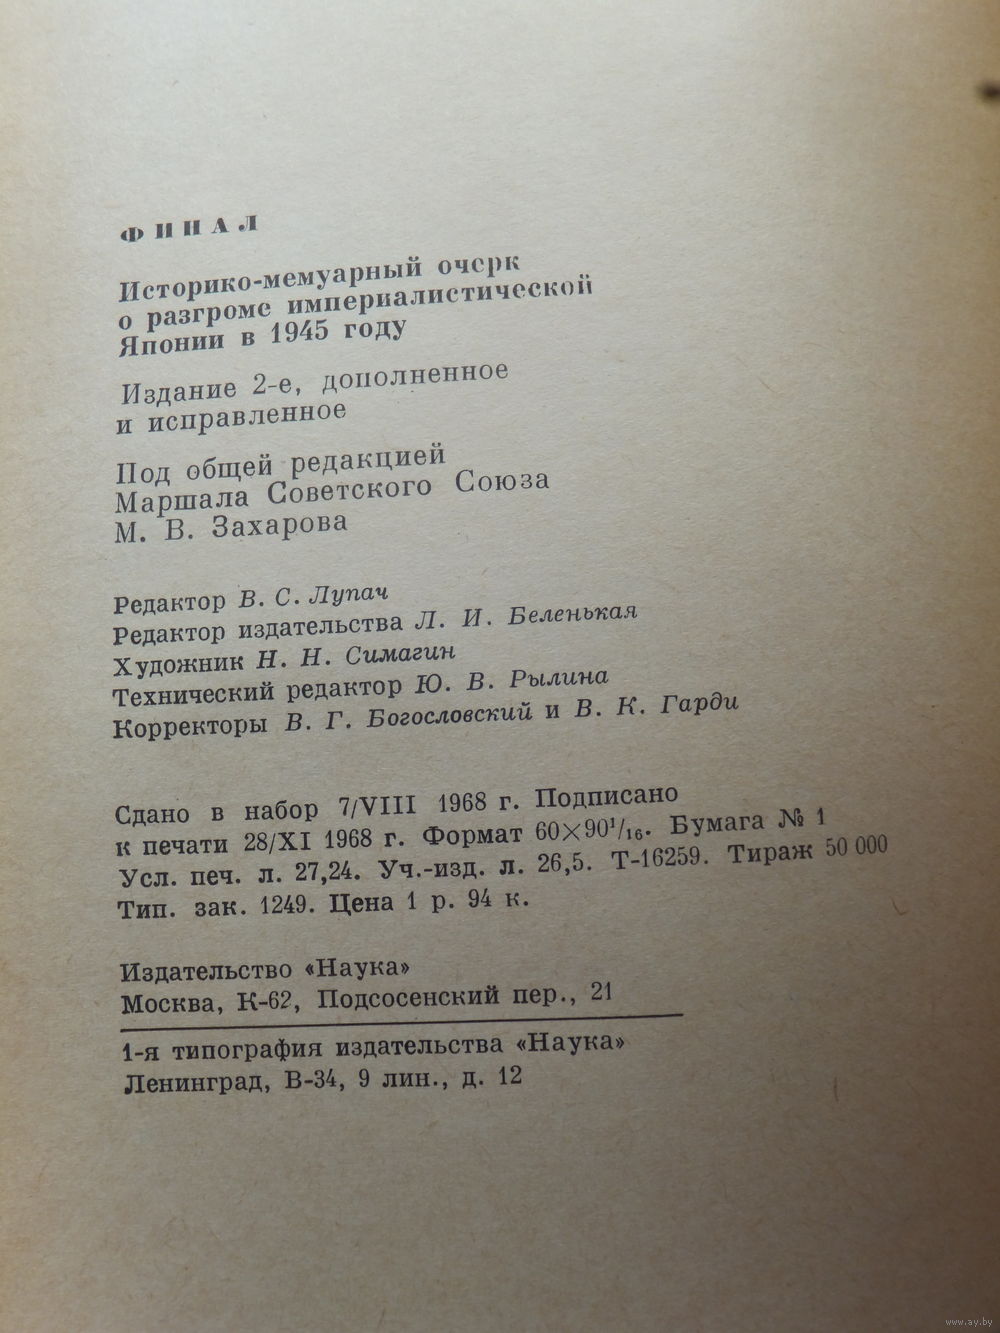 ФИНАЛ
Историко-мемуарный очерк
о разгроме империалистической
Японии в 1945 году
Издание 2-е, дополненное
и исправленное
Под общей редакцией
Маршала Советского Союза
М. В. Захарова
Редактор В. С. Лупач
Редактор издательства Л. И. Беленькая
Художник Н. Н. Симагин
Технический редактор Ю. В. Рылина
Корректоры В. Г. Богословский и В. К. Гарди
Сдано в набор 7/VIII 1968 г. Подписано
к печати 28/XI 1968 г. Формат 60×90¹/₁₆. Бумага № 1
Усл. печ. л. 27,24. Уч.-изд. л. 26,5. Т-16259. Тираж 50 000
Тип. зак. 1249. Цена 1 р. 94 к.
Издательство «Наука»
Москва, К-62, Подсосенский пер., 21
1-я типография издательства «Наука»
Ленинград, В-34, 9 лин., д. 12
www.ay.by